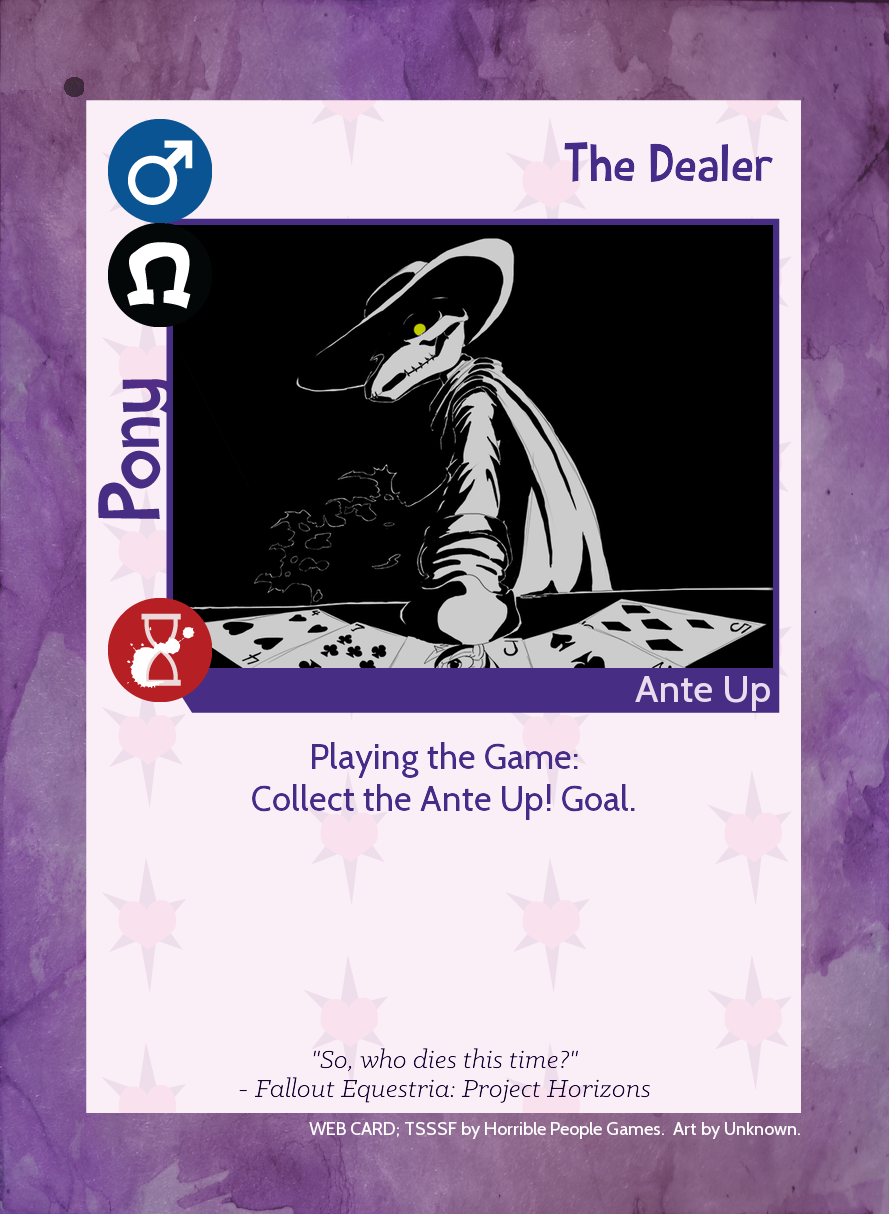 The Dealer
Pony
Ante Up
Playing the Game:
Collect the Ante Up! Goal.
"So, who dies this time?"
- Fallout Equestria: Project Horizons
WEB CARD; TSSSF by Horrible People Games.  Art by Unknown.